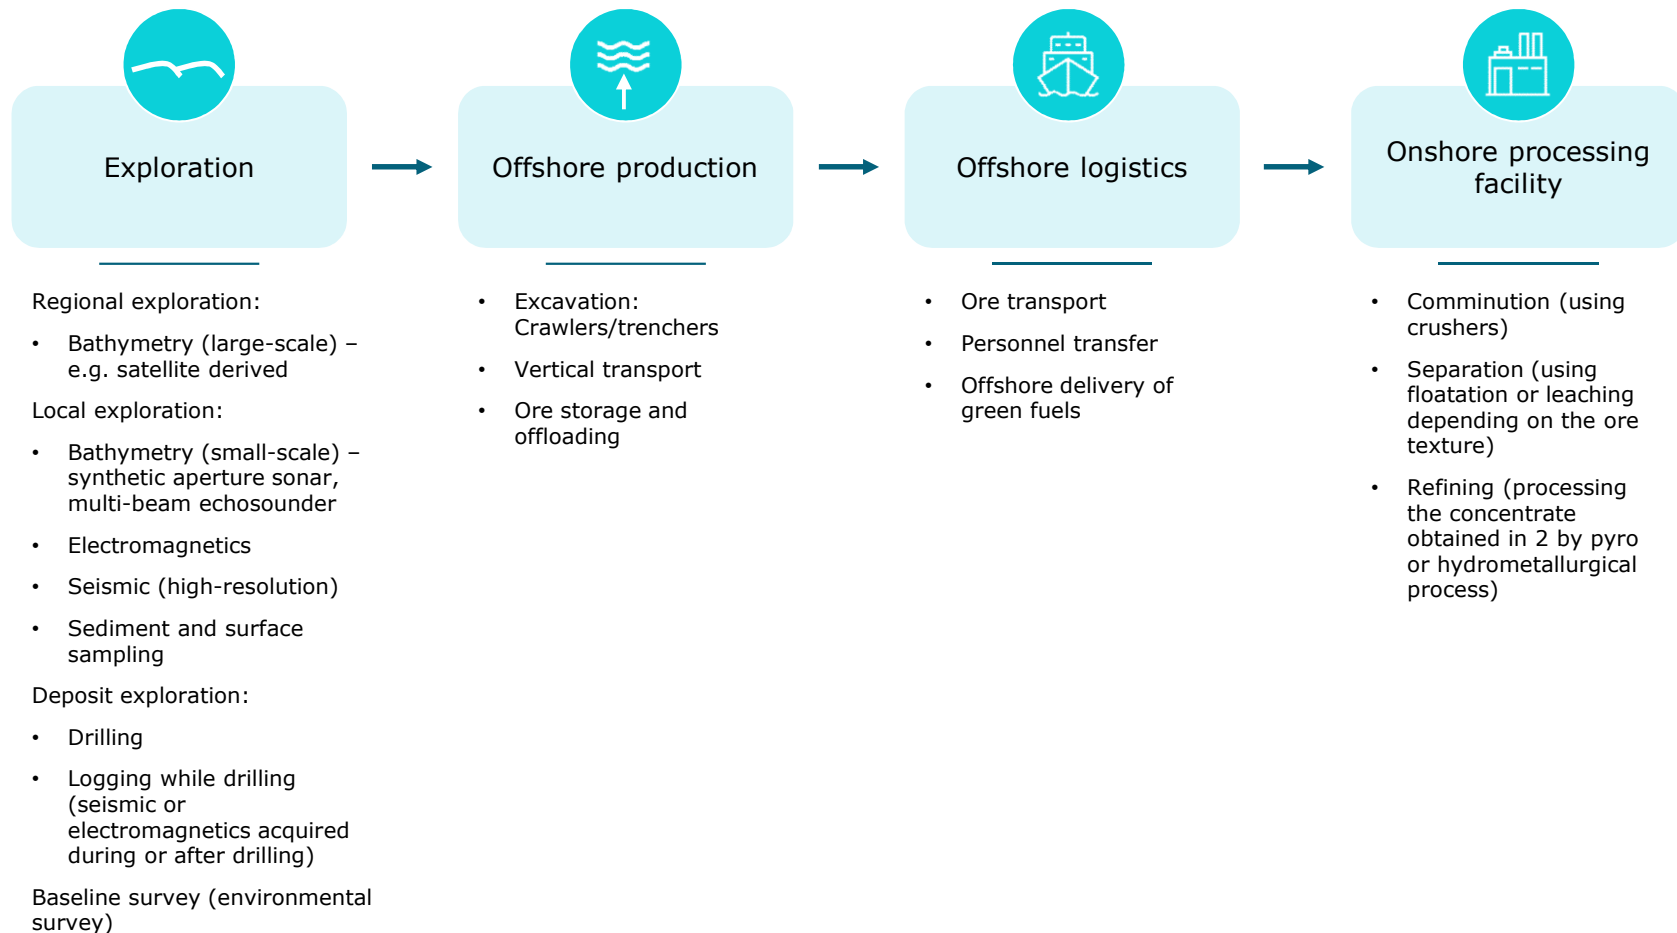 Exploration
Offshore production
Offshore logistics
Onshore processing
facility
Regional exploration:
• Bathymetry (large-scale) –
e.g. satellite derived
Local exploration:
• Bathymetry (small-scale) –
synthetic aperture sonar,
multi-beam echosounder
• Electromagnetics
• Seismic (high-resolution)
• Sediment and surface
sampling
Deposit exploration:
• Drilling
• Logging while drilling
(seismic or
electromagnetics acquired
during or after drilling)
Baseline survey (environmental
survey)
• Excavation:
Crawlers/trenchers
• Vertical transport
• Ore storage and
offloading
• Ore transport
• Personnel transfer
• Offshore delivery of
green fuels
• Comminution (using
crushers)
• Separation (using
floatation or leaching
depending on the ore
texture)
• Refining (processing
the concentrate
obtained in 2 by pyro
or hydrometallurgical
process)